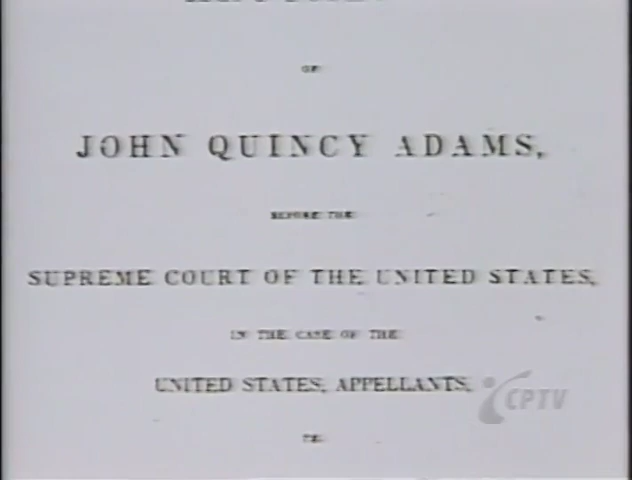 OF
JOHN QUINCY ADAMS,
BEFORE THE
SUPREME COURT OF THE UNITED STATES,
IN THE CASE OF THE
UNITED STATES, APPELLANTS,
CPTV